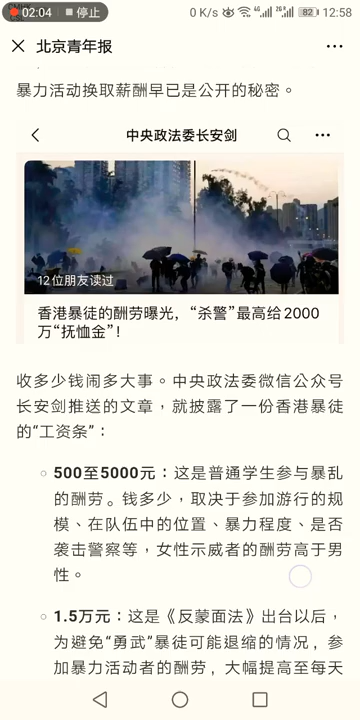 02:04 停止 0 K/s 4G 2G 82 12:58
北京青年报
暴力活动换取薪酬早已是公开的秘密。
中央政法委长安剑
12位朋友读过
香港暴徒的酬劳曝光，“杀警”最高给2000
万“抚恤金”！
收多少钱闹多大事。中央政法委微信公众号
长安剑推送的文章，就披露了一份香港暴徒
的“工资条”：
500至5000元：这是普通学生参与暴乱
的酬劳。钱多少，取决于参加游行的规
模、在队伍中的位置、暴力程度、是否
袭击警察等，女性示威者的酬劳高于男
性。
1.5万元：这是《反蒙面法》出台以后，
为避免“勇武”暴徒可能退缩的情况，参
加暴力活动者的酬劳，大幅提高至每天